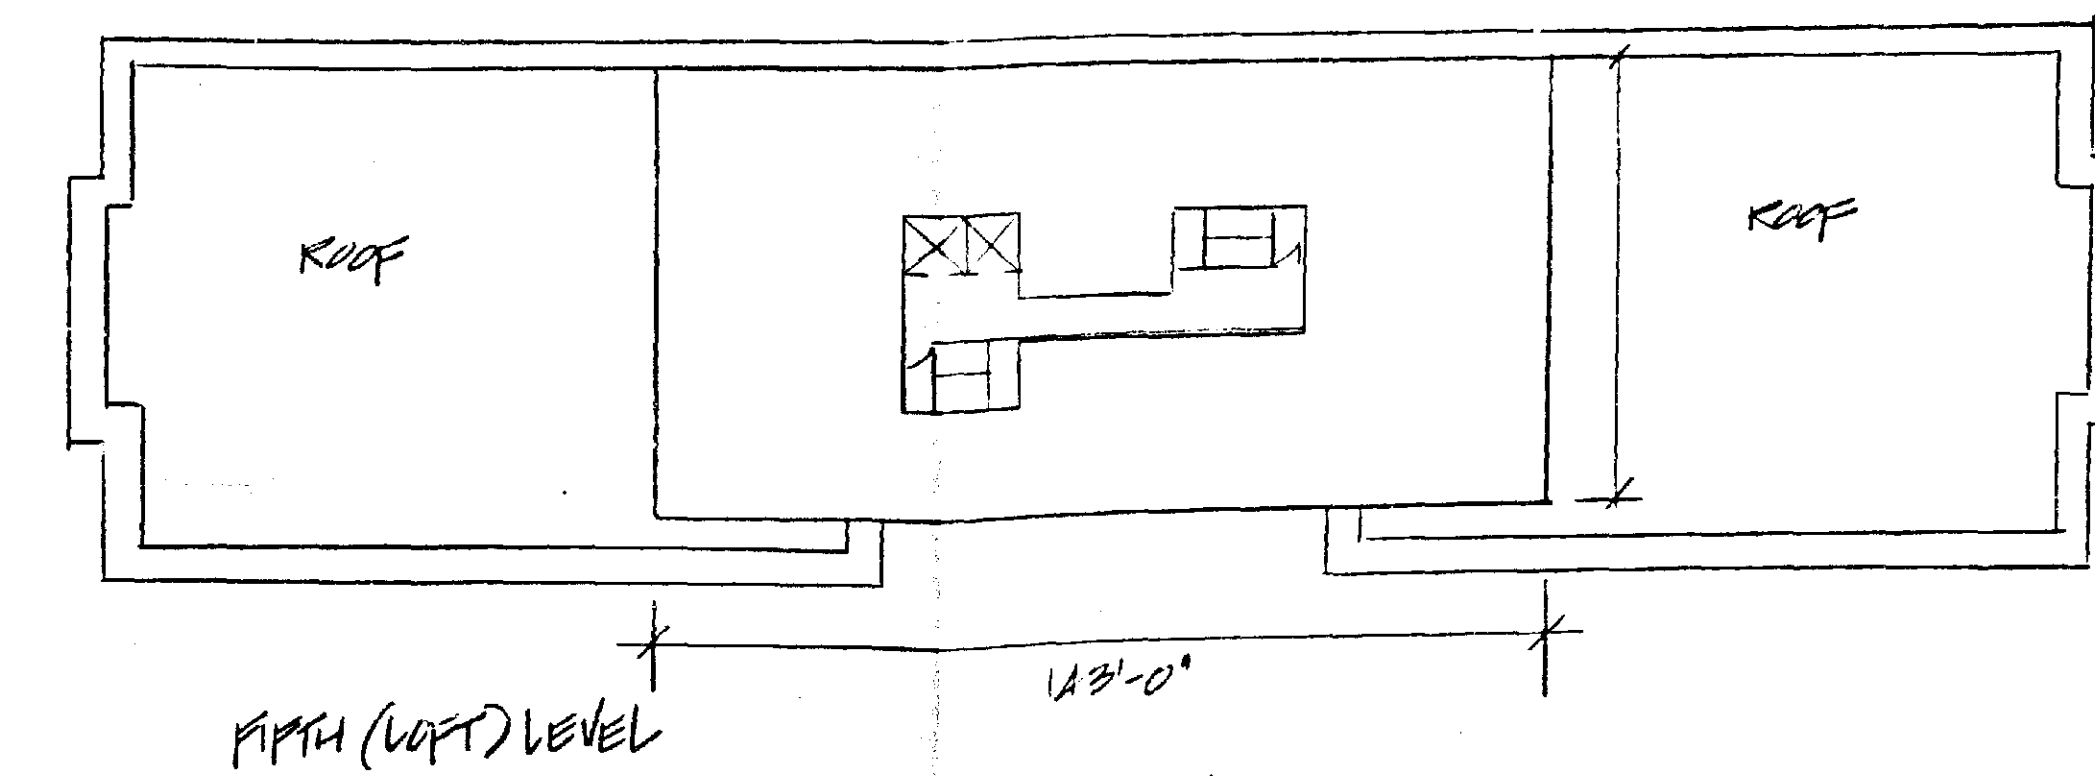 ROOF
ROOF
143'-0"
FIFTH (LOFT) LEVEL